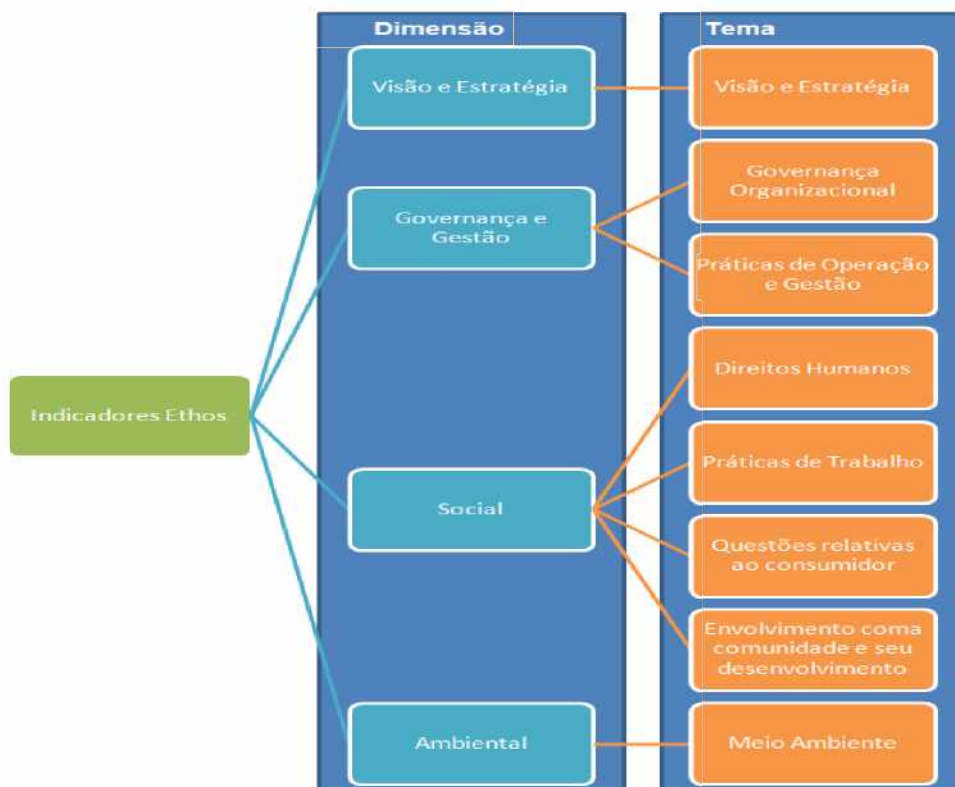 Dimensão
Tema
Visão e Estratégia
Visão e Estratégia
Governança
Organizacional
Governança e
Gestão
Práticas de Operação
e Gestão
Direitos Humanos
Indicadores Ethos
Práticas de Trabalho
Social
Questões relativas
ao consumidor
Envolvimento coma
comunidade e seu
desenvolvimento
Ambiental
Meio Ambiente